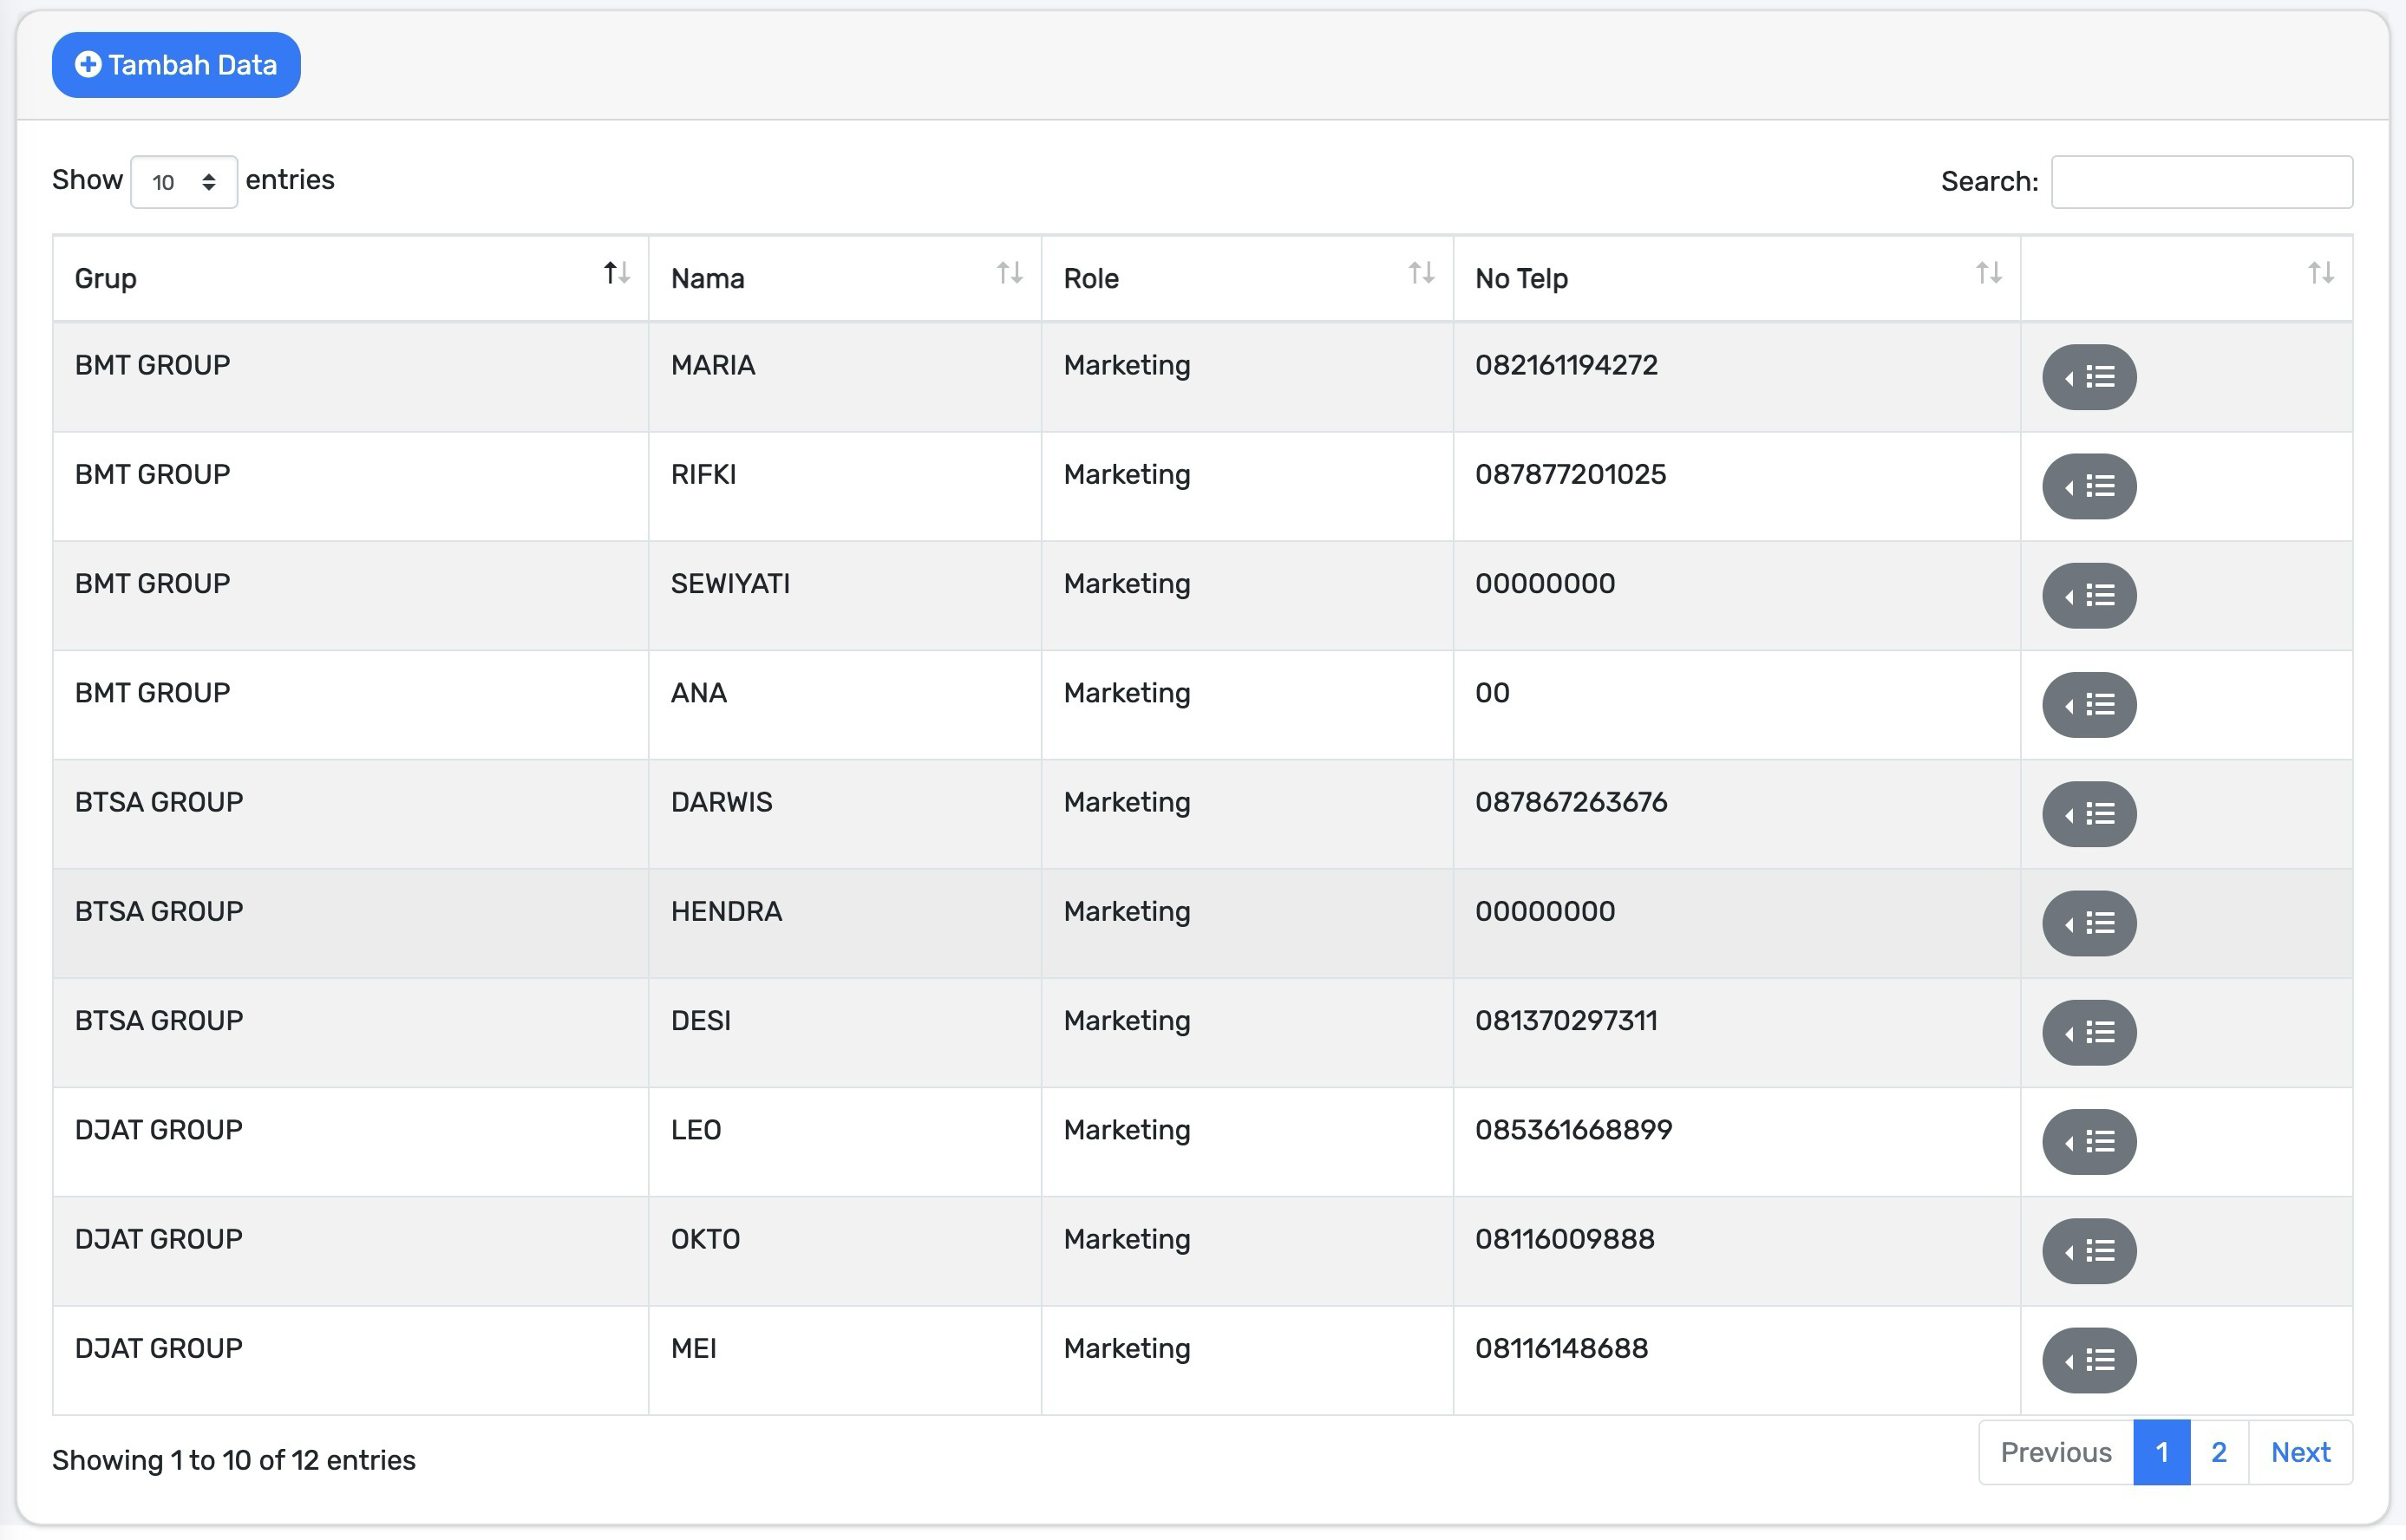 Tambah Data
Show 10 entries Search:
Grup Nama Role No Telp
BMT GROUP MARIA Marketing 082161194272
BMT GROUP RIFKI Marketing 087877201025
BMT GROUP SEWIYATI Marketing 00000000
BMT GROUP ANA Marketing 00
BTSA GROUP DARWIS Marketing 087867263676
BTSA GROUP HENDRA Marketing 00000000
BTSA GROUP DESI Marketing 081370297311
DJAT GROUP LEO Marketing 085361668899
DJAT GROUP OKTO Marketing 08116009888
DJAT GROUP MEI Marketing 08116148688
Showing 1 to 10 of 12 entries Previous 1 2 Next